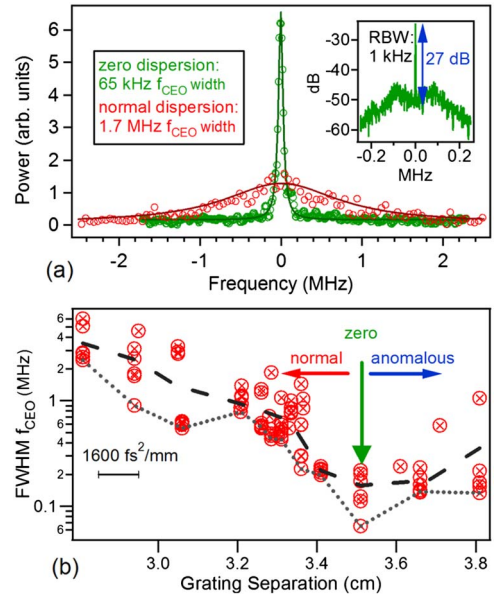 6
5
4
3
2
1
0
Power (arb. units)
zero dispersion:
65 kHz fCEO width
normal dispersion:
1.7 MHz fCEO width
-30
-40
-50
-60
dB
RBW:
1 kHz
27 dB
-0.2
0.0
0.2
MHz
-2
-1
0
1
2
(a)
Frequency (MHz)
6
4
2
1
6
4
2
0.1
6
FWHM fCEO (MHz)
zero
normal
anomalous
1600 fs²/mm
3.0
3.2
3.4
3.6
3.8
(b)
Grating Separation (cm)